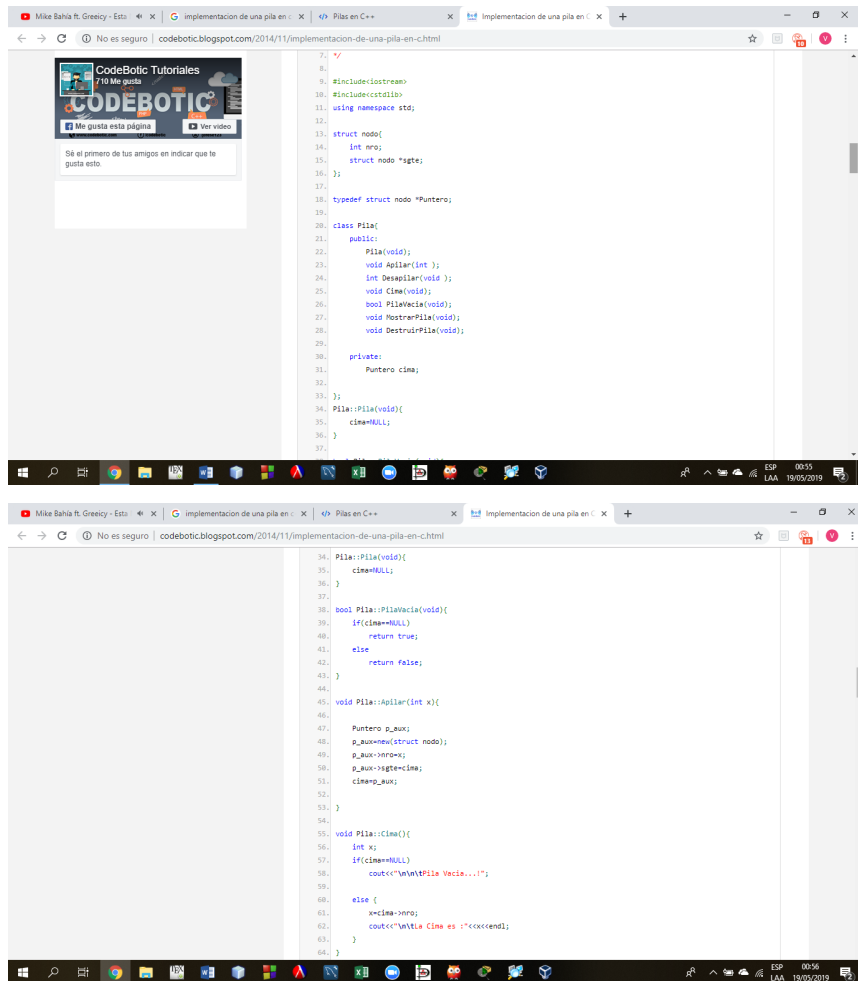 Mike Bahía ft. Greeicy - Esta
implementacion de una pila en c
Pilas en C++
Implementacion de una pila en C
No es seguro | codebotic.blogspot.com/2014/11/implementacion-de-una-pila-en-c.html
10
V
CodeBotic Tutoriales
710 Me gusta
CODEBOTIC
Me gusta esta página
Ver video
Sé el primero de tus amigos en indicar que te
gusta esto.
7. */
8.
9. #include<iostream>
10. #include<cstdlib>
11. using namespace std;
12.
13. struct nodo{
14. int nro;
15. struct nodo *sgte;
16. };
17.
18. typedef struct nodo *Puntero;
19.
20. class Pila{
21. public:
22. Pila(void);
23. void Apilar(int );
24. int Desapilar(void );
25. void Cima(void);
26. bool PilaVacia(void);
27. void MostrarPila(void);
28. void DestruirPila(void);
29.
30. private:
31. Puntero cima;
32.
33. };
34. Pila::Pila(void){
35. cima=NULL;
36. }
37.
ESP 00:55
LAA 19/05/2019
2
Mike Bahía ft. Greeicy - Esta
implementacion de una pila en c
Pilas en C++
Implementacion de una pila en C
No es seguro | codebotic.blogspot.com/2014/11/implementacion-de-una-pila-en-c.html
13
V
34. Pila::Pila(void){
35. cima=NULL;
36. }
37.
38. bool Pila::PilaVacia(void){
39. if(cima==NULL)
40. return true;
41. else
42. return false;
43. }
44.
45. void Pila::Apilar(int x){
46.
47. Puntero p_aux;
48. p_aux=new(struct nodo);
49. p_aux->nro=x;
50. p_aux->sgte=cima;
51. cima=p_aux;
52.
53. }
54.
55. void Pila::Cima(){
56. int x;
57. if(cima==NULL)
58. cout<<"\n\n\tPila Vacia...!";
59.
60. else {
61. x=cima->nro;
62. cout<<"\n\tLa Cima es :"<<x<<endl;
63. }
64. }
ESP 00:56
LAA 19/05/2019
2